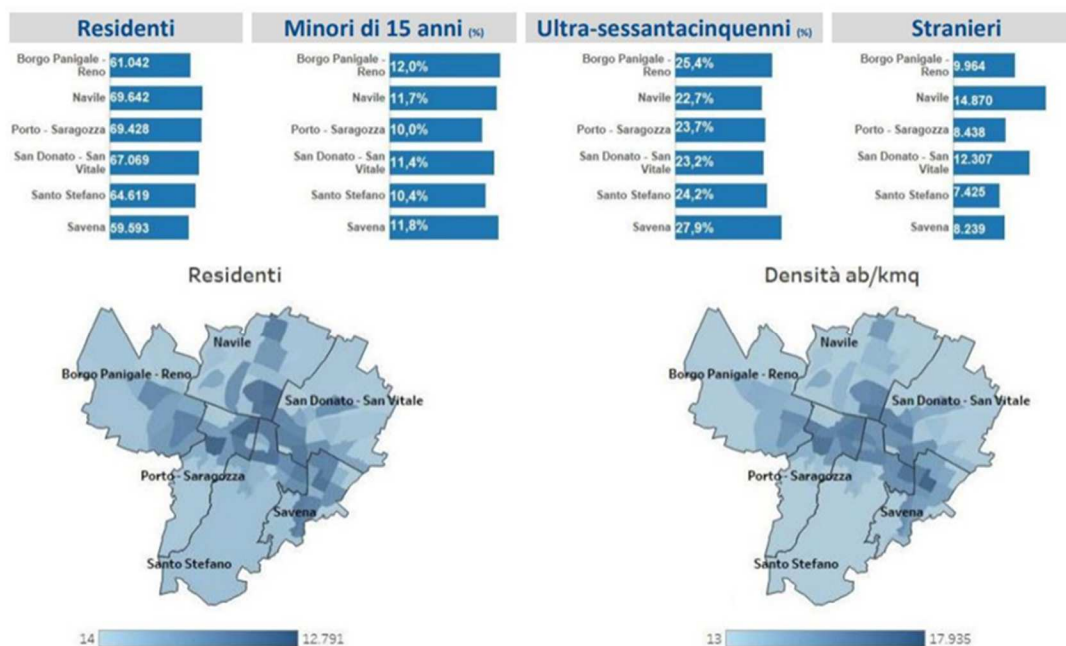 Residenti
Borgo Panigale -
Reno
61.042
Navile
69.642
Porto - Saragozza
69.428
San Donato - San
Vitale
67.069
Santo Stefano
64.619
Savena
59.593
Minori di 15 anni (%)
Borgo Panigale -
Reno
12,0%
Navile
11,7%
Porto - Saragozza
10,0%
San Donato - San
Vitale
11,4%
Santo Stefano
10,4%
Savena
11,8%
Ultra-sessantacinquenni (%)
Borgo Panigale -
Reno
25,4%
Navile
22,7%
Porto - Saragozza
23,7%
San Donato - San
Vitale
23,2%
Santo Stefano
24,2%
Savena
27,9%
Stranieri
Borgo Panigale -
Reno
9.964
Navile
14.870
Porto - Saragozza
8.438
San Donato - San
Vitale
12.307
Santo Stefano
7.425
Savena
8.239
Residenti
Navile
Borgo Panigale - Reno
San Donato - San Vitale
Porto - Saragozza
Savena
Santo Stefano
14
12.791
Densità ab/kmq
Navile
Borgo Panigale - Reno
San Donato - San Vitale
Porto - Saragozza
Savena
Santo Stefano
13
17.935